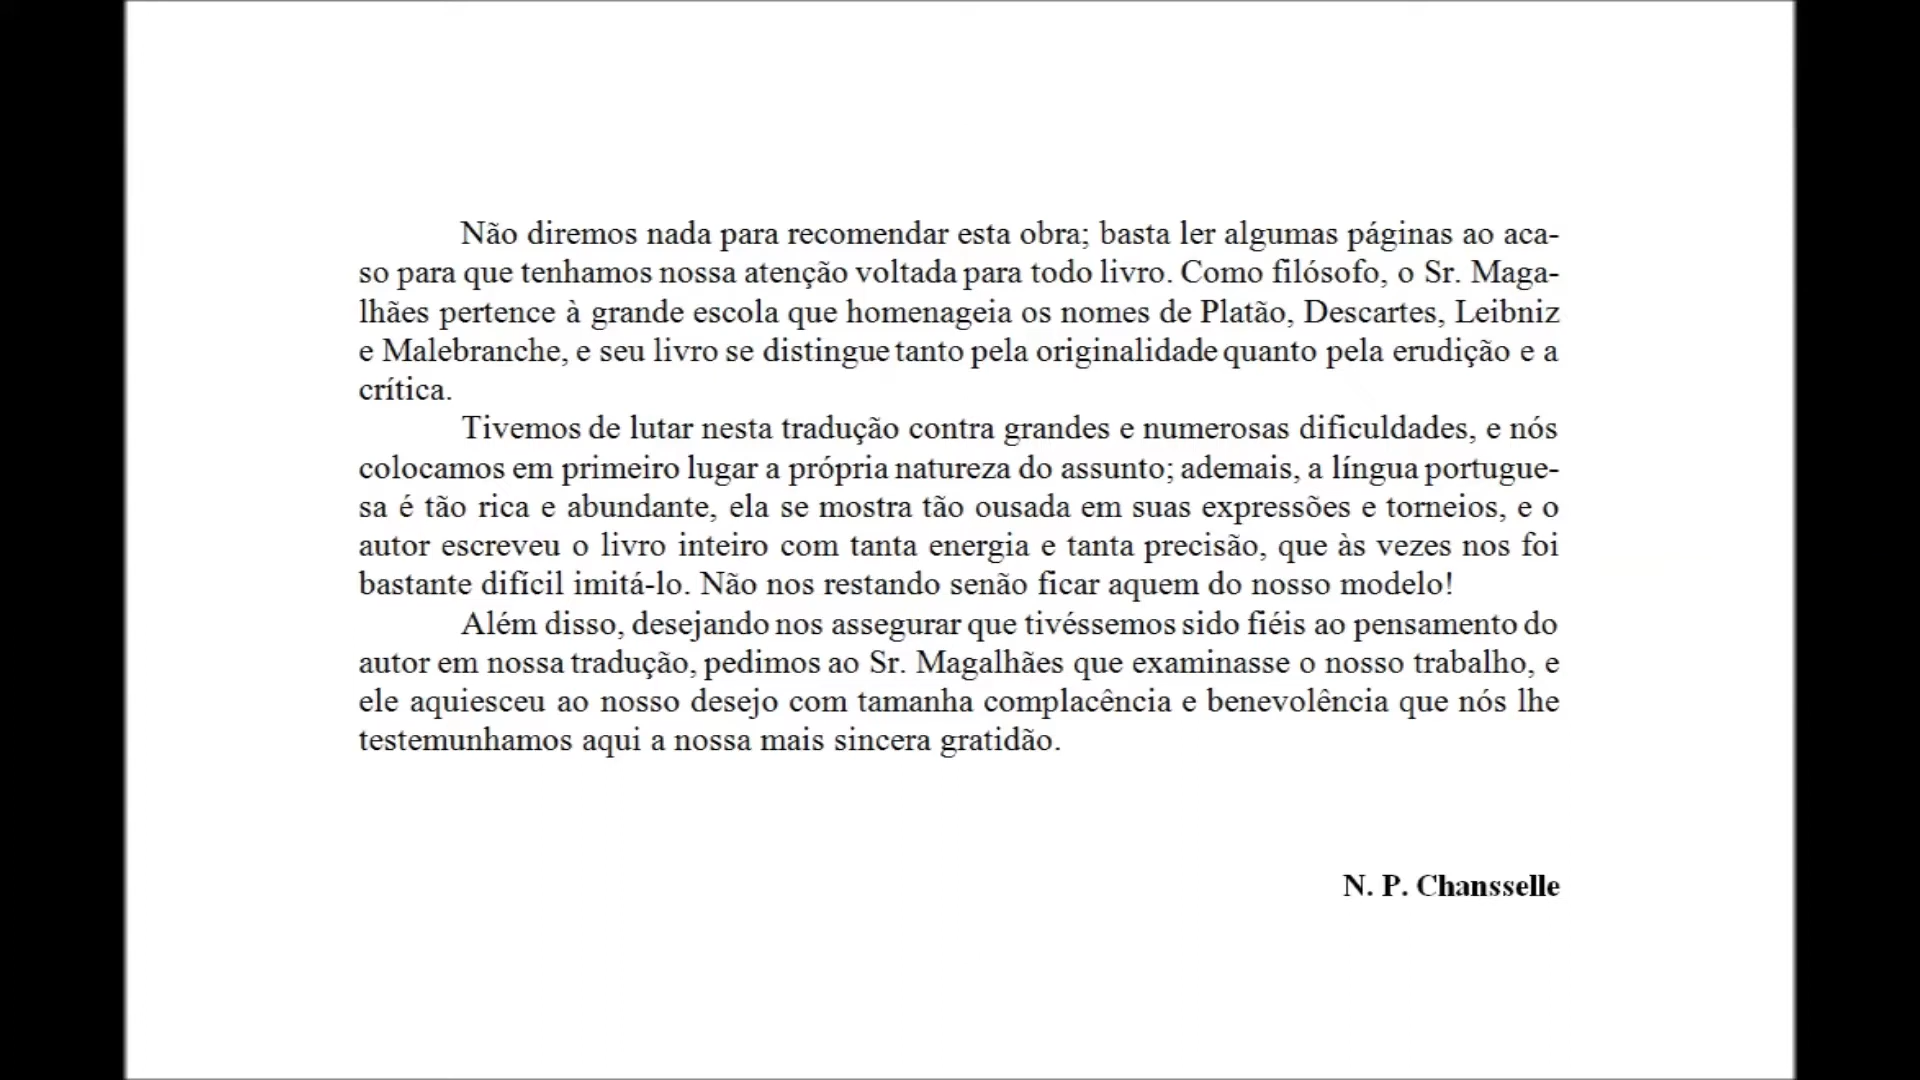 Não diremos nada para recomendar esta obra; basta ler algumas páginas ao aca-
so para que tenhamos nossa atenção voltada para todo livro. Como filósofo, o Sr. Maga-
lhães pertence à grande escola que homenageia os nomes de Platão, Descartes, Leibniz
e Malebranche, e seu livro se distingue tanto pela originalidade quanto pela erudição e a
crítica.
Tivemos de lutar nesta tradução contra grandes e numerosas dificuldades, e nós
colocamos em primeiro lugar a própria natureza do assunto; ademais, a língua portugue-
sa é tão rica e abundante, ela se mostra tão ousada em suas expressões e torneios, e o
autor escreveu o livro inteiro com tanta energia e tanta precisão, que às vezes nos foi
bastante difícil imitá-lo. Não nos restando senão ficar aquem do nosso modelo!
Além disso, desejando nos assegurar que tivéssemos sido fiéis ao pensamento do
autor em nossa tradução, pedimos ao Sr. Magalhães que examinasse o nosso trabalho, e
ele aquiesceu ao nosso desejo com tamanha complacência e benevolência que nós lhe
testemunhamos aqui a nossa mais sincera gratidão.
N. P. Chansselle